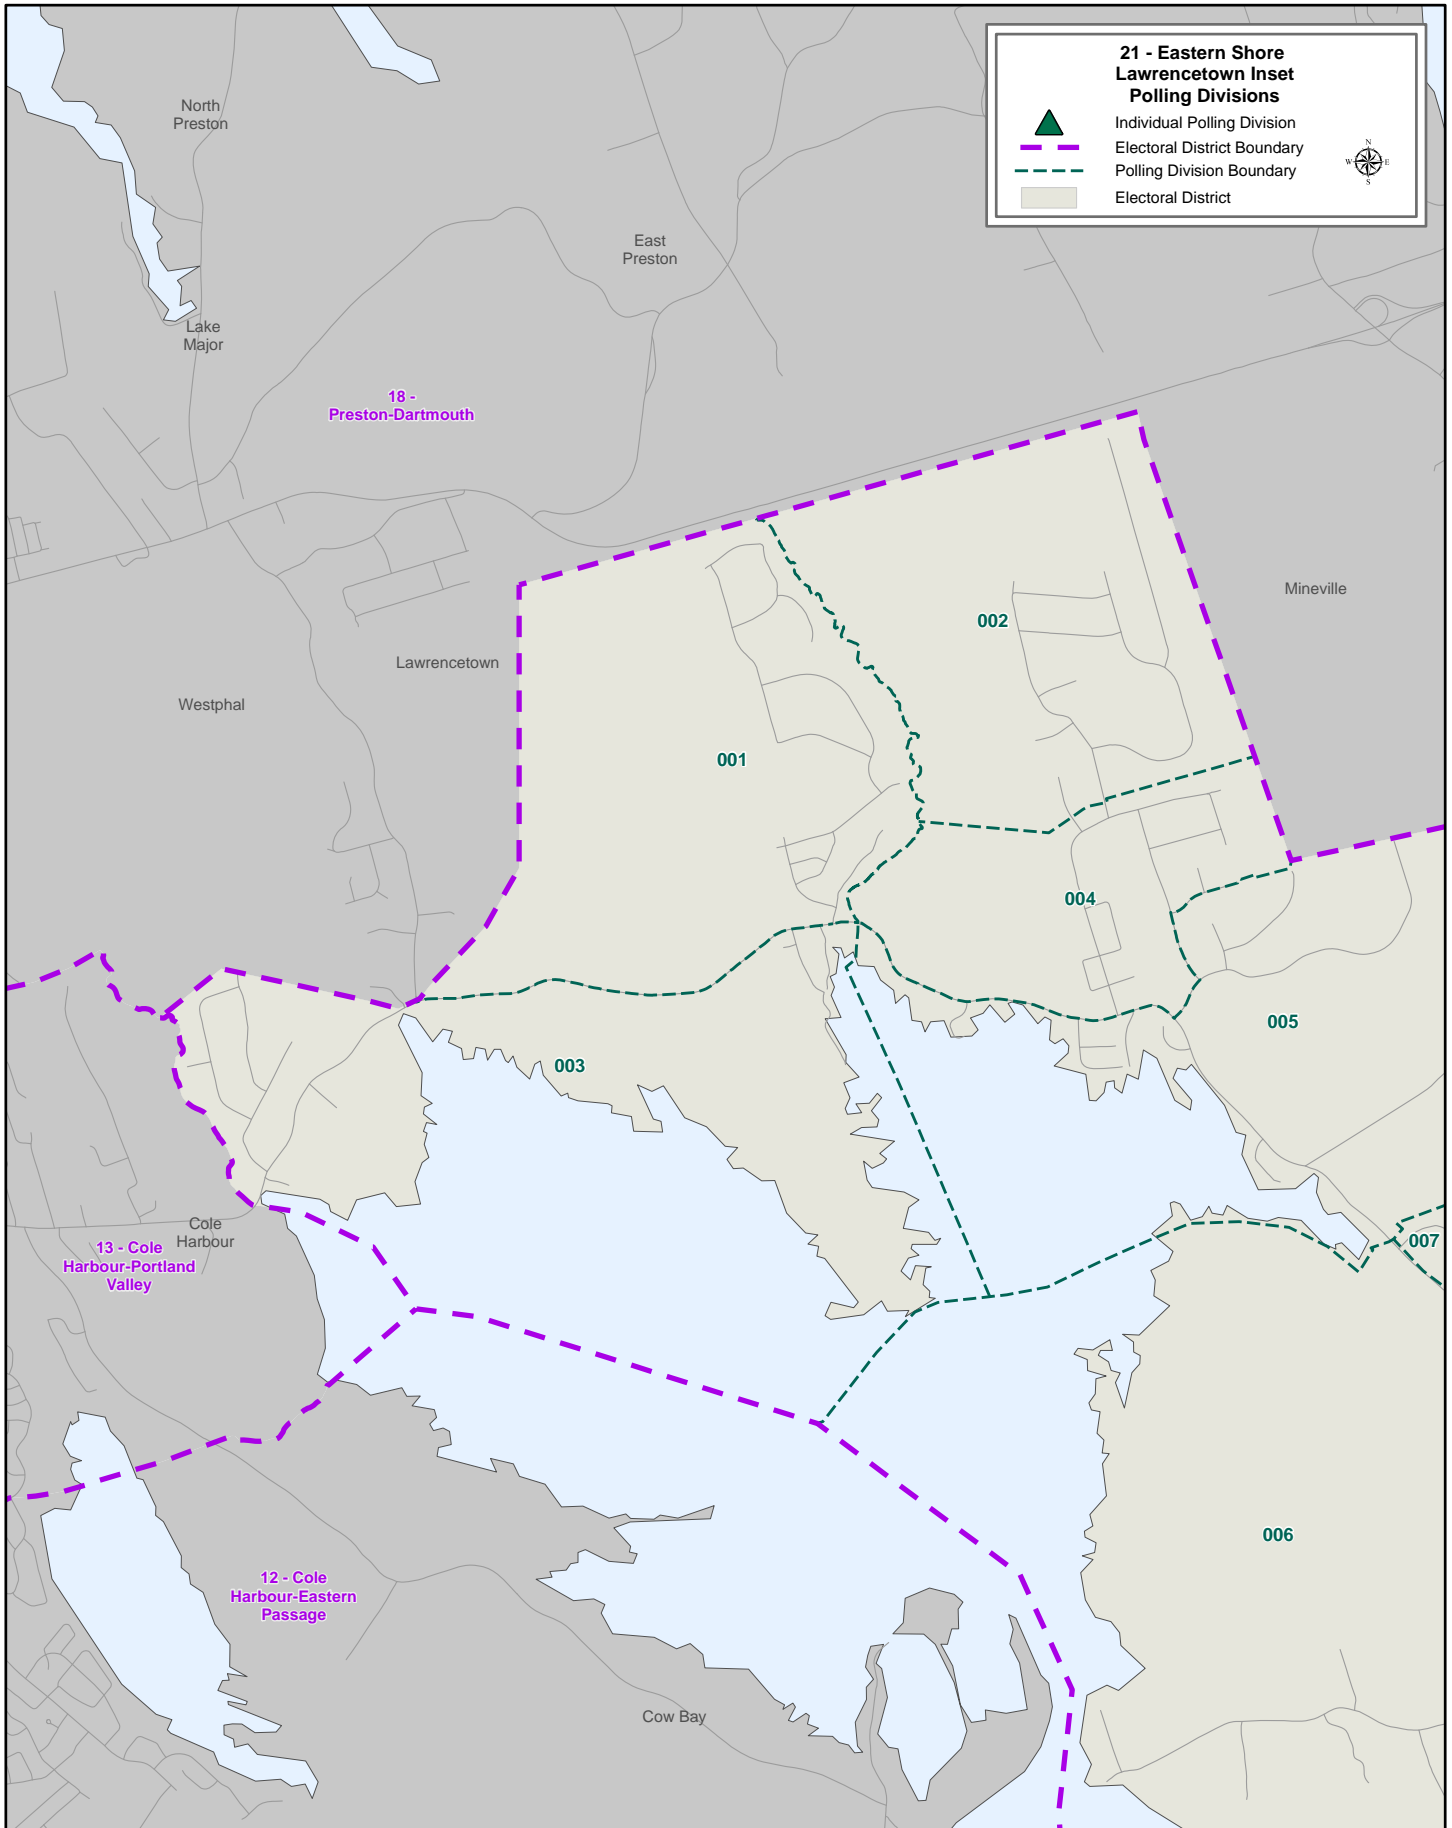 21 - Eastern Shore
Lawrencetown Inset
Polling Divisions
Individual Polling Division
Electoral District Boundary
Polling Division Boundary
Electoral District
N
W
E
S
North
Preston
East
Preston
Lake
Major
18 -
Preston-Dartmouth
Mineville
002
Lawrencetown
Westphal
001
004
005
003
Cole
Harbour
13 - Cole
Harbour-Portland
Valley
007
006
12 - Cole
Harbour-Eastern
Passage
Cow Bay